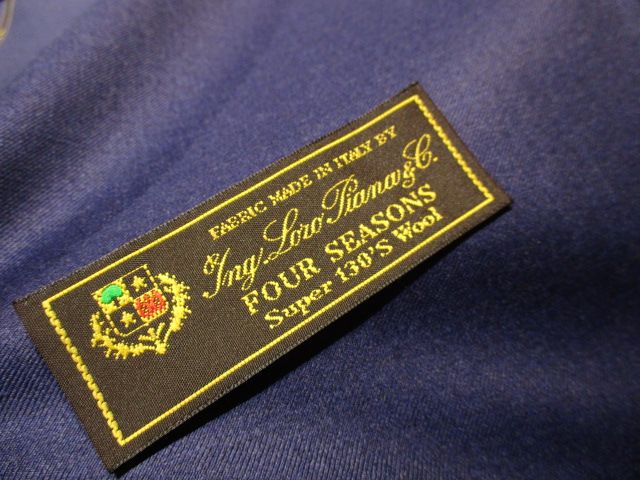 FABRIC MADE IN ITALY BY
Ing. Loro Piana & C.
FOUR SEASONS
Super 130'S Wool